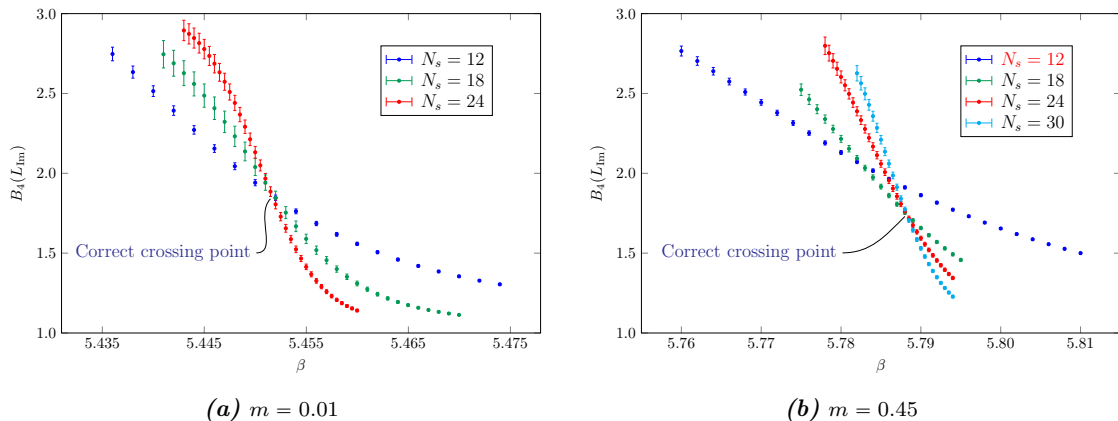 3.0
2.5
2.0
1.5
1.0
B₄(L_Im)
N_s = 12
N_s = 18
N_s = 24
Correct crossing point
5.435 5.445 5.455 5.465 5.475
β
(a) m = 0.01
3.0
2.5
2.0
1.5
1.0
B₄(L_Im)
N_s = 12
N_s = 18
N_s = 24
N_s = 30
Correct crossing point
5.76 5.77 5.78 5.79 5.80 5.81
β
(b) m = 0.45